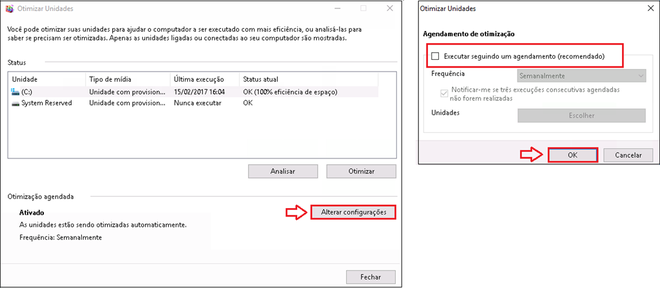 Otimizar Unidades
Você pode otimizar suas unidades para ajudar o computador a ser executado com mais eficiência, ou analisá-las para
saber se precisam ser otimizadas. Apenas as unidades ligadas ou conectadas ao seu computador são mostradas.
Status
Unidade Tipo de mídia Última execução Status atual
(C:) Unidade com provision... 15/02/2017 16:04 OK (100% eficiência de espaço)
System Reserved Unidade com provision... Nunca executar OK
Analisar Otimizar
Otimização agendada
Ativado
As unidades estão sendo otimizadas automaticamente.
Frequência: Semanalmente
Alterar configurações
Fechar
Otimizar Unidades
Agendamento de otimização
Executar seguindo um agendamento (recomendado)
Frequência Semanalmente
Notificar-me se três execuções consecutivas agendadas
não forem realizadas
Unidades Escolher
OK Cancelar